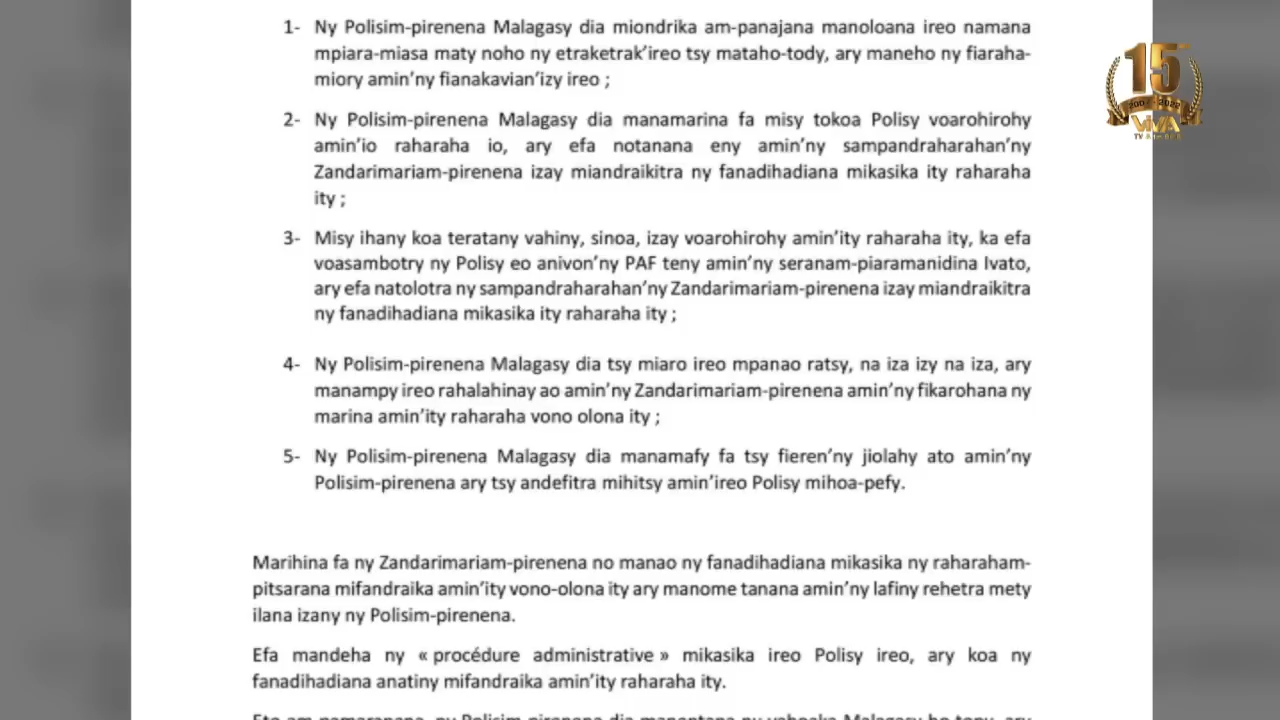 1- Ny Polisim-pirenena Malagasy dia miondrika am-panajana manoloana ireo namana
mpiara-miasa maty noho ny etraketrak'ireo tsy mataho-tody, ary maneho ny fiaraha-
miory amin'ny fianakavian'izy ireo ;
2- Ny Polisim-pirenena Malagasy dia manamarina fa misy tokoa Polisy voarohirohy
amin'io raharaha io, ary efa notanana eny amin'ny sampandraharahan'ny
Zandarimariam-pirenena izay miandraikitra ny fanadihadiana mikasika ity raharaha
ity ;
3- Misy ihany koa teratany vahiny, sinoa, izay voarohirohy amin'ity raharaha ity, ka efa
voasambotry ny Polisy eo anivon'ny PAF teny amin'ny seranam-piaramanidina Ivato,
ary efa natolotra ny sampandraharahan'ny Zandarimariam-pirenena izay miandraikitra
ny fanadihadiana mikasika ity raharaha ity ;
4- Ny Polisim-pirenena Malagasy dia tsy miaro ireo mpanao ratsy, na iza izy na iza, ary
manampy ireo rahalahinay ao amin'ny Zandarimariam-pirenena amin'ny fikarohana ny
marina amin'ity raharaha vono olona ity ;
5- Ny Polisim-pirenena Malagasy dia manamafy fa tsy fieren'ny jiolahy ato amin'ny
Polisim-pirenena ary tsy andefitra mihitsy amin'ireo Polisy mihoa-pefy.
Marihina fa ny Zandarimariam-pirenena no manao ny fanadihadiana mikasika ny raharaham-
pitsarana mifandraika amin'ity vono-olona ity ary manome tanana amin'ny lafiny rehetra mety
ilana izany ny Polisim-pirenena.
Efa mandeha ny « procédure administrative » mikasika ireo Polisy ireo, ary koa ny
fanadihadiana anatiny mifandraika amin'ity raharaha ity.
15
VIVA